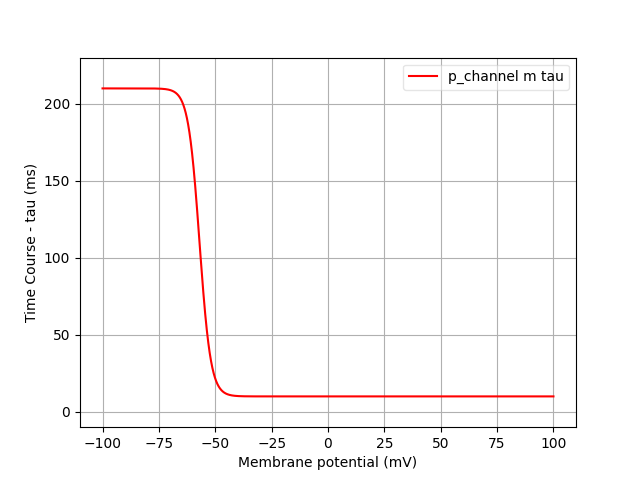 p_channel m tau
200
150
100
50
0
Time Course - tau (ms)
−100 −75 −50 −25 0 25 50 75 100
Membrane potential (mV)